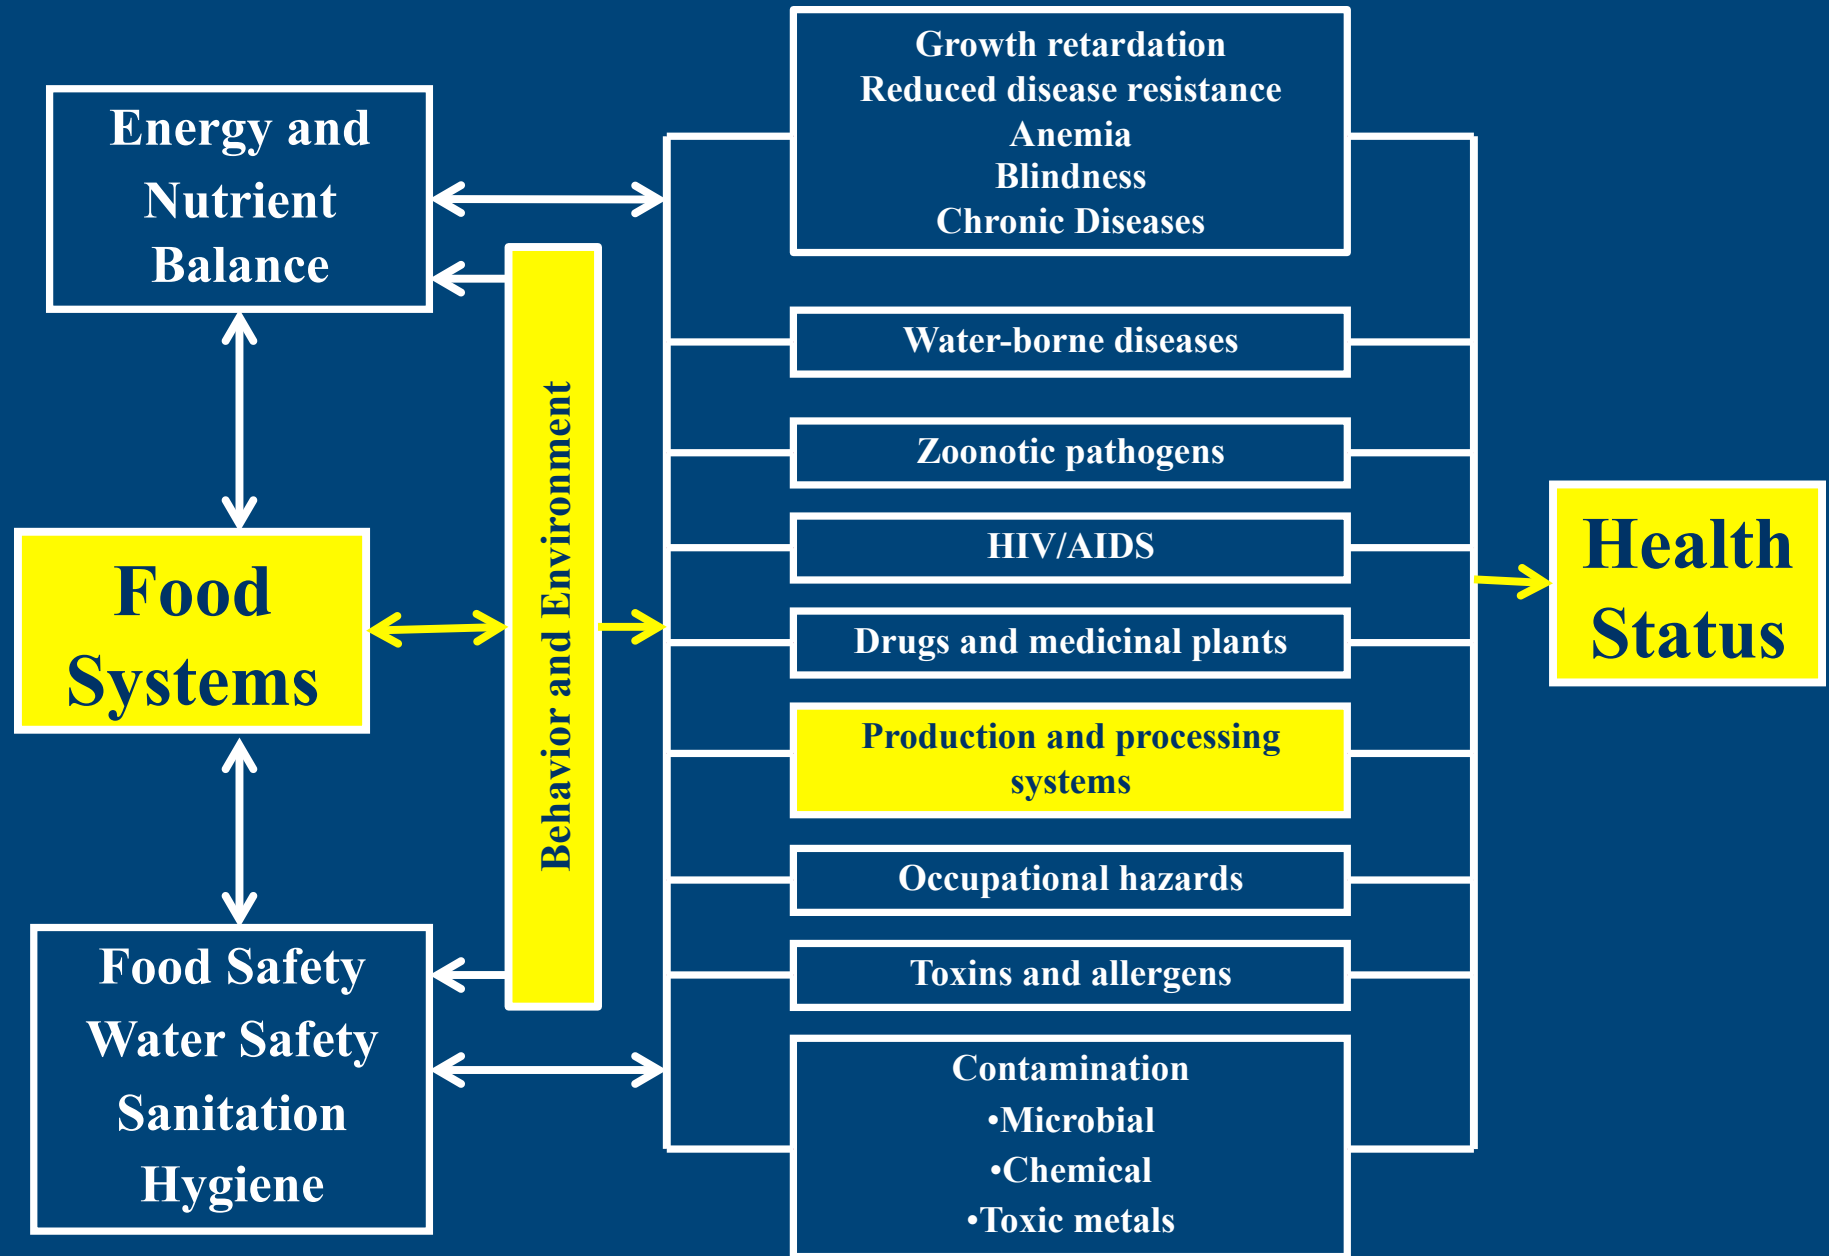 Energy and
Nutrient
Balance
Food
Systems
Food Safety
Water Safety
Sanitation
Hygiene
Behavior and Environment
Growth retardation
Reduced disease resistance
Anemia
Blindness
Chronic Diseases
Water-borne diseases
Zoonotic pathogens
HIV/AIDS
Drugs and medicinal plants
Production and processing
systems
Occupational hazards
Toxins and allergens
Contamination
•Microbial
•Chemical
•Toxic metals
Health
Status